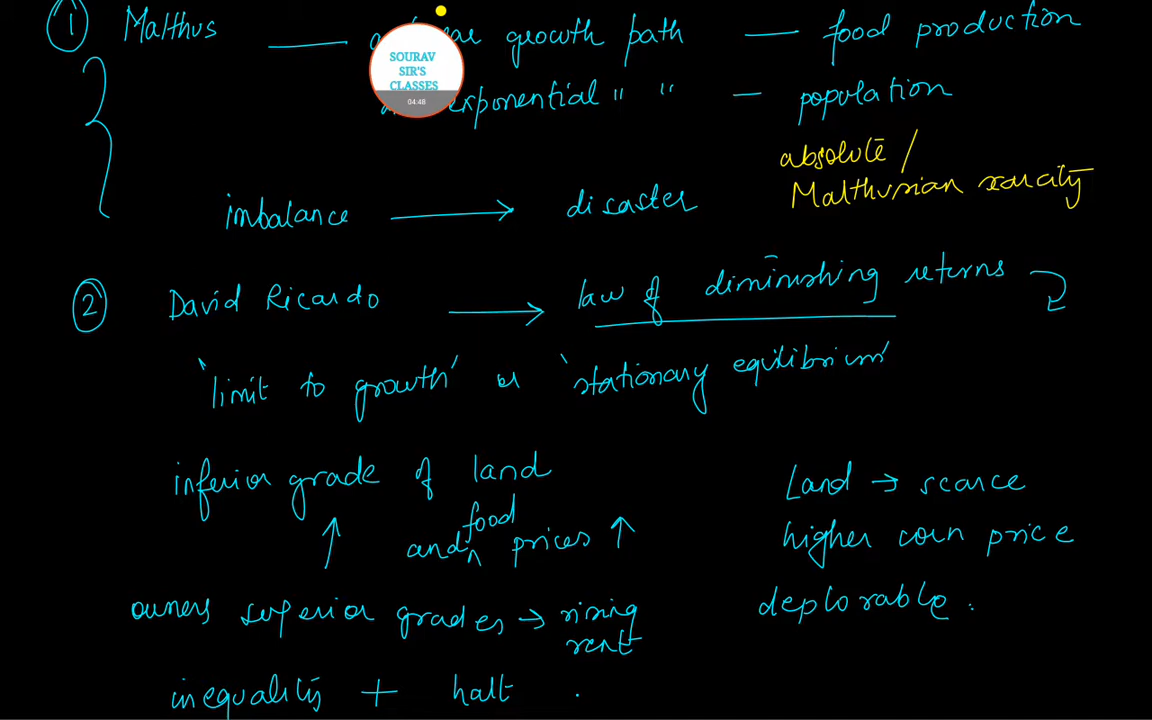 ① Malthus — growth path — food production
SOURAV
SIR'S
CLASSES
04:48
exponential " " — population
absolute /
Malthusian scarcity
imbalance → disaster
② David Ricardo → law of diminishing returns
'limit to growth' or 'stationary equilibrium'
inferior grade of land
↑ and food prices ↑
Land → scarce
higher corn price
deplorable .
owners superior grades → rising
rent
inequality + halt .